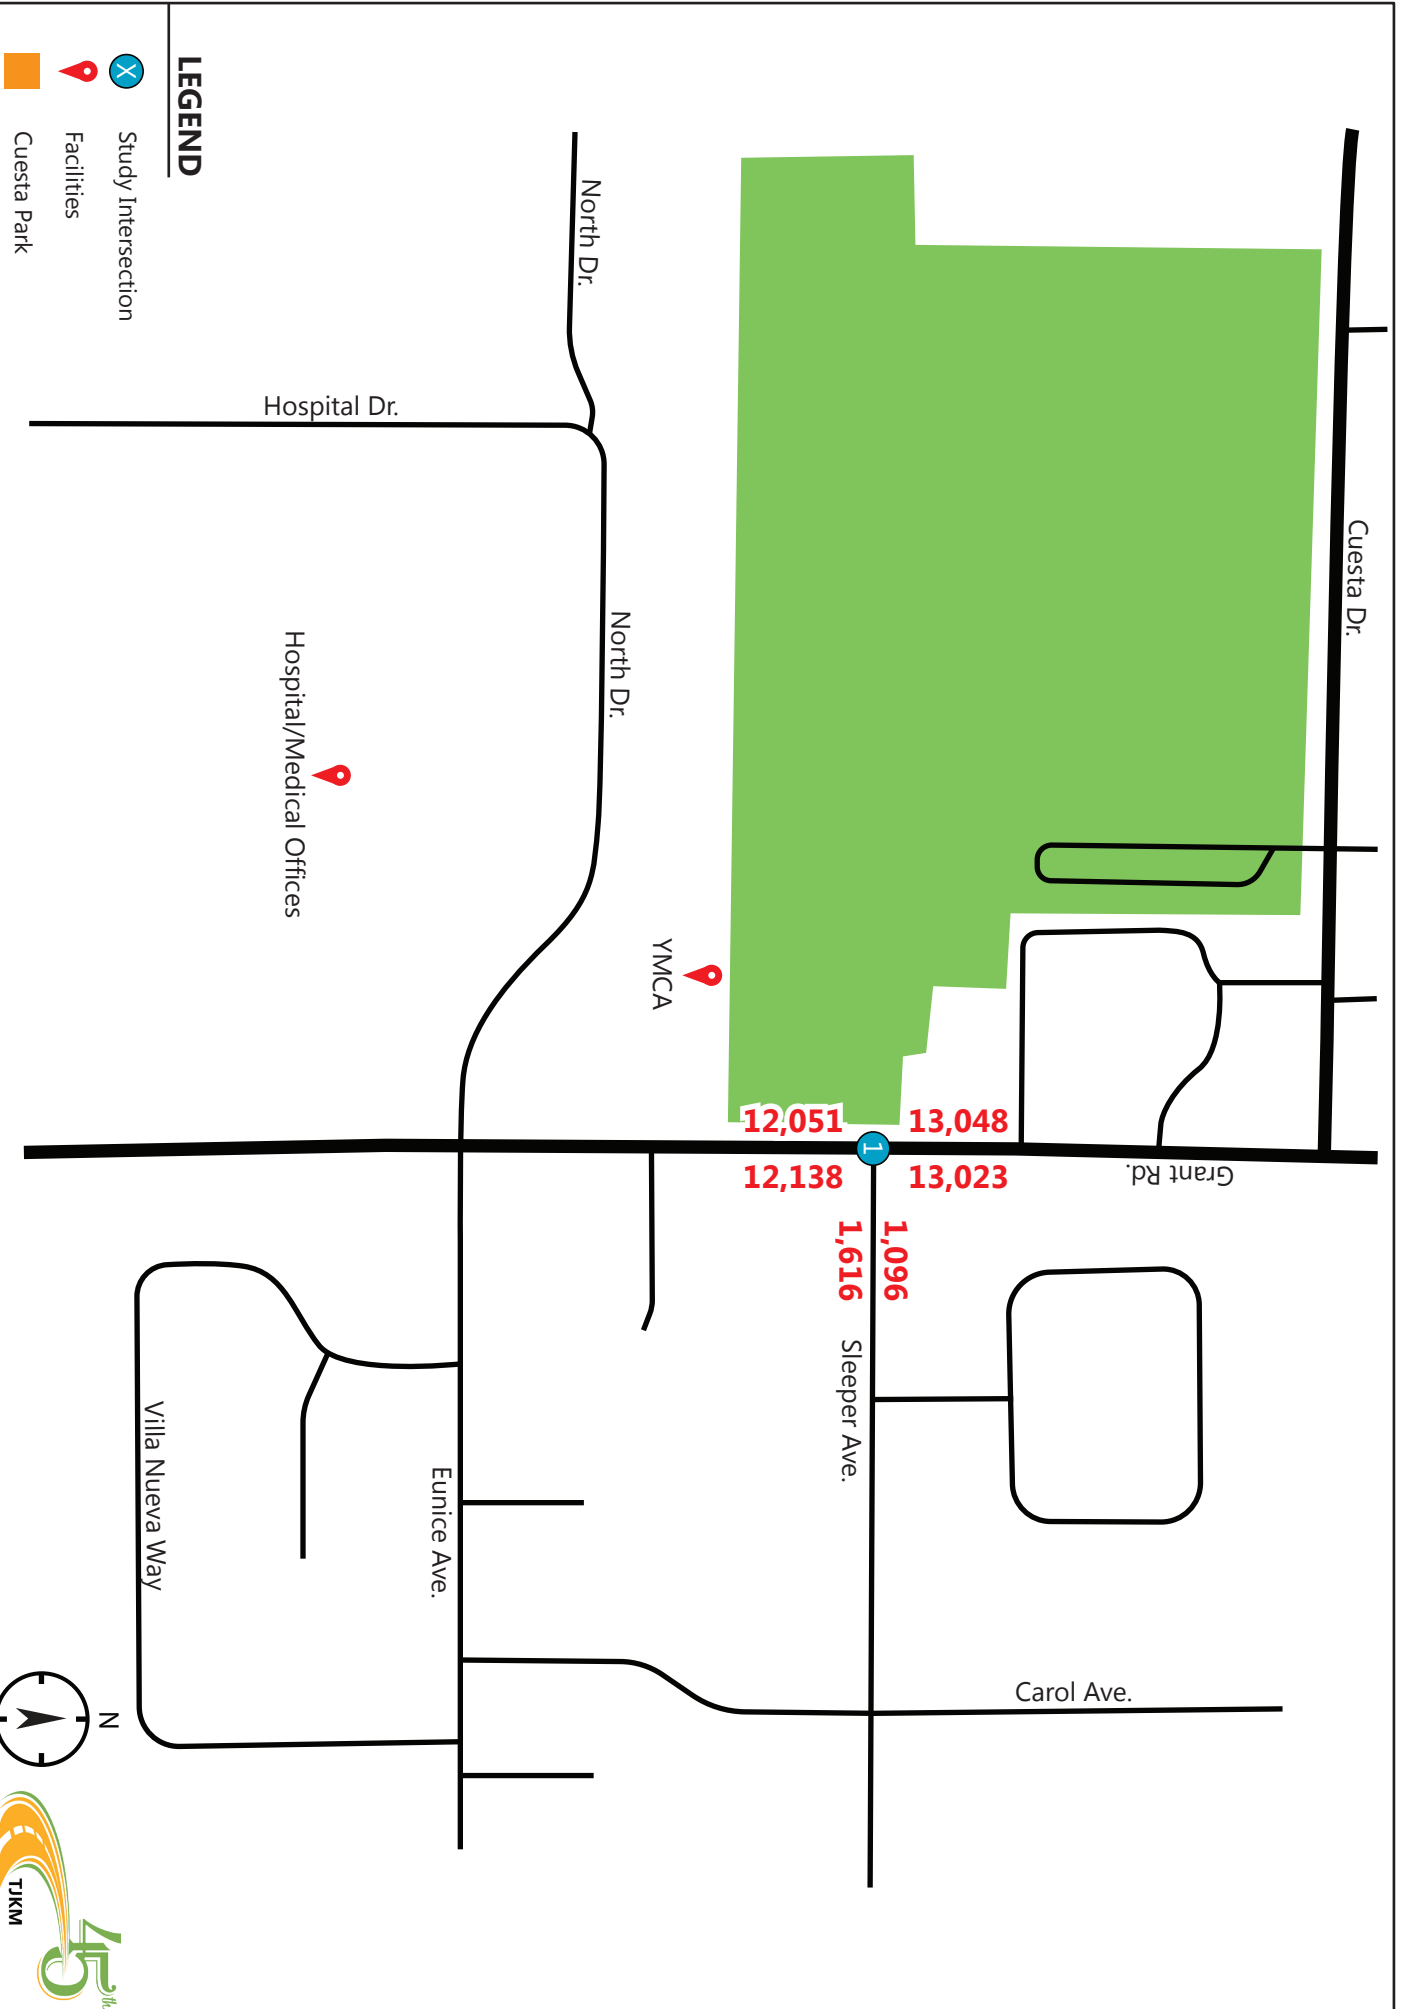 Cuesta Dr.
North Dr.
North Dr.
Hospital Dr.
Hospital/Medical Offices
YMCA
13,048
12,051
1
13,023
12,138
Grant Rd.
1,096
1,616
Sleeper Ave.
Eunice Ave.
Villa Nueva Way
Carol Ave.
LEGEND
X
Study Intersection
Facilities
Cuesta Park
N
TJKM
45th